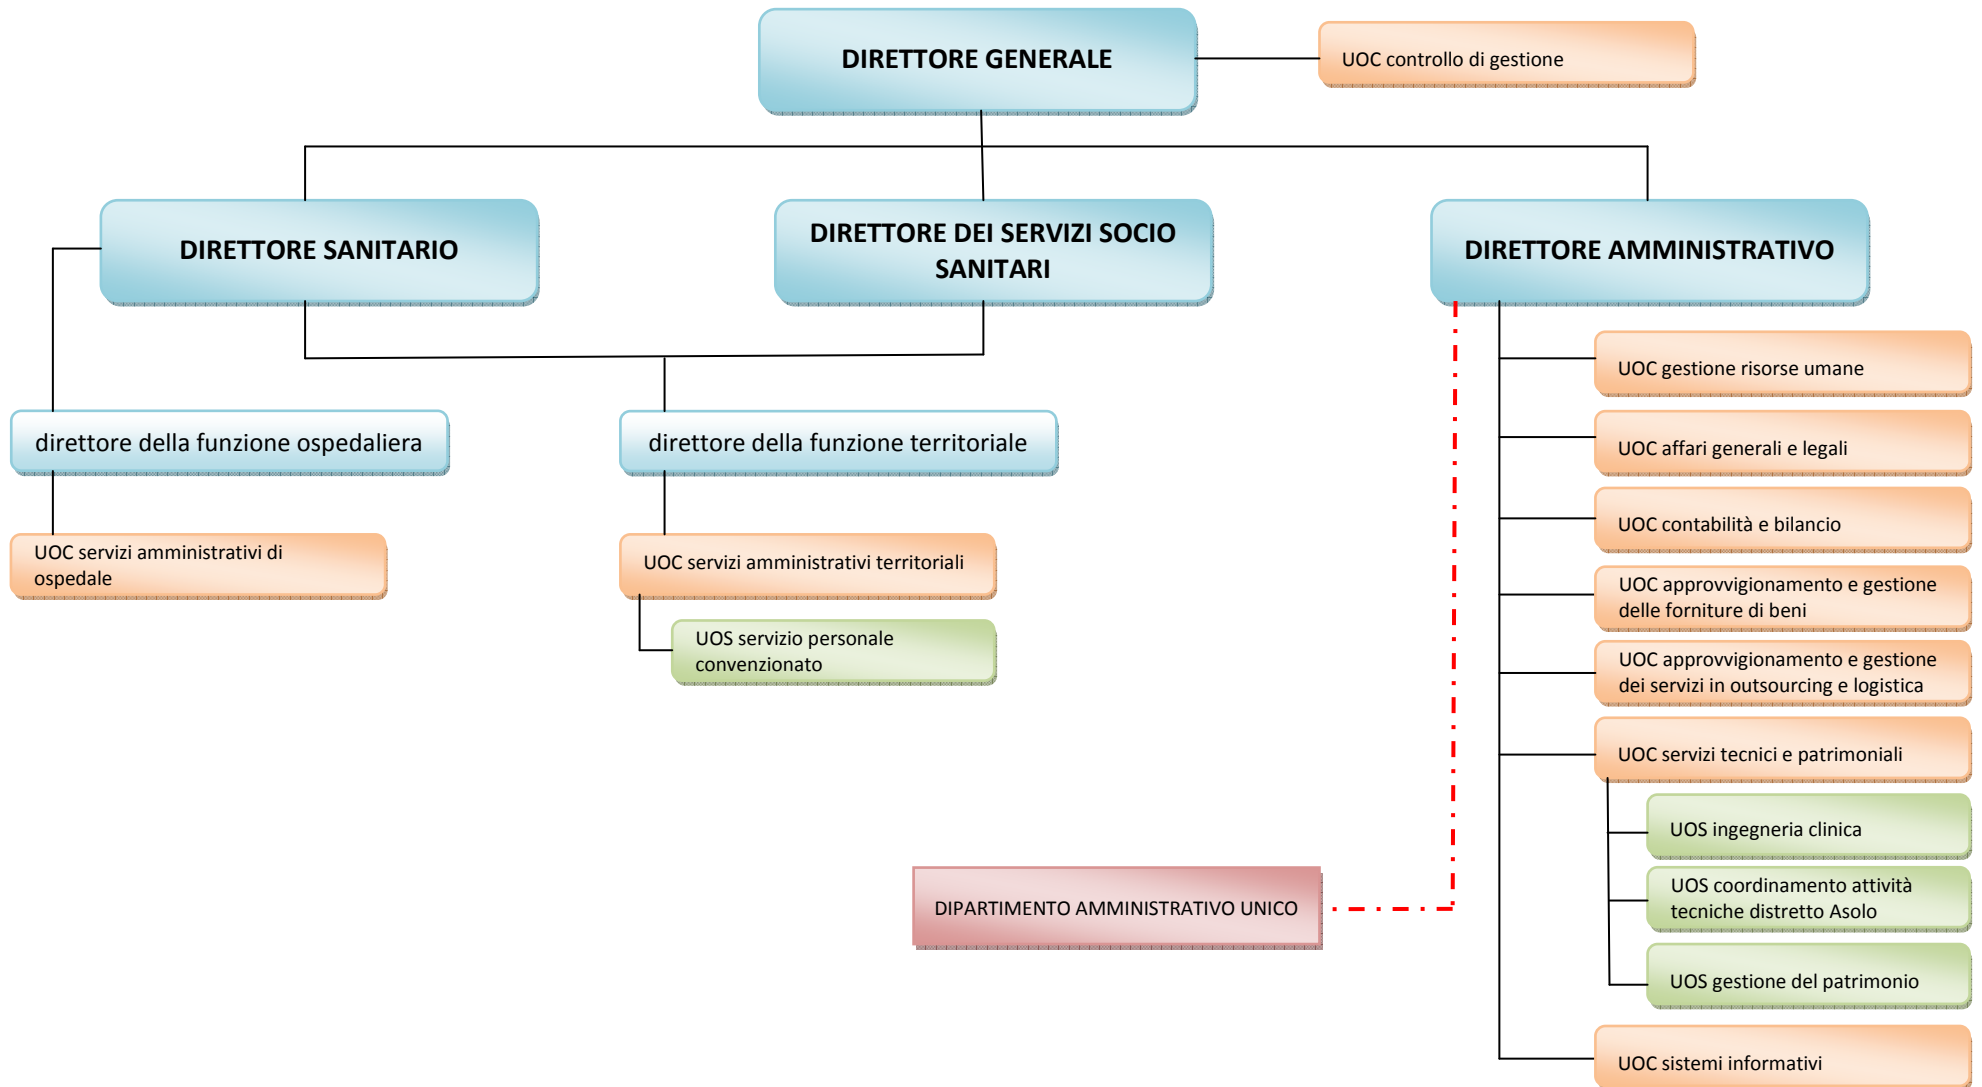 DIRETTORE GENERALE
UOC controllo di gestione
DIRETTORE SANITARIO
DIRETTORE DEI SERVIZI SOCIO
SANITARI
DIRETTORE AMMINISTRATIVO
direttore della funzione ospedaliera
UOC servizi amministrativi di
ospedale
direttore della funzione territoriale
UOC servizi amministrativi territoriali
UOS servizio personale
convenzionato
UOC gestione risorse umane
UOC affari generali e legali
UOC contabilità e bilancio
UOC approvvigionamento e gestione
delle forniture di beni
UOC approvvigionamento e gestione
dei servizi in outsourcing e logistica
UOC servizi tecnici e patrimoniali
UOS ingegneria clinica
UOS coordinamento attività
tecniche distretto Asolo
UOS gestione del patrimonio
UOC sistemi informativi
DIPARTIMENTO AMMINISTRATIVO UNICO